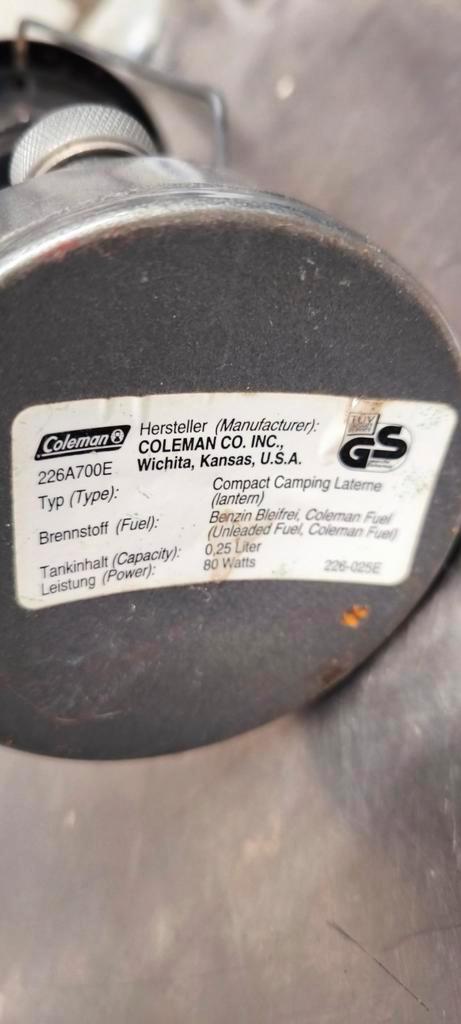 Coleman
226A700E
Hersteller (Manufacturer):
COLEMAN CO. INC.,
Wichita, Kansas, U.S.A.
TÜV
GS
Typ (Type):
Compact Camping Laterne
(lantern)
Brennstoff (Fuel):
Benzin Bleifrei, Coleman Fuel
(Unleaded Fuel, Coleman Fuel)
Tankinhalt (Capacity): 0,25 Liter
Leistung (Power): 80 Watts
226-025E